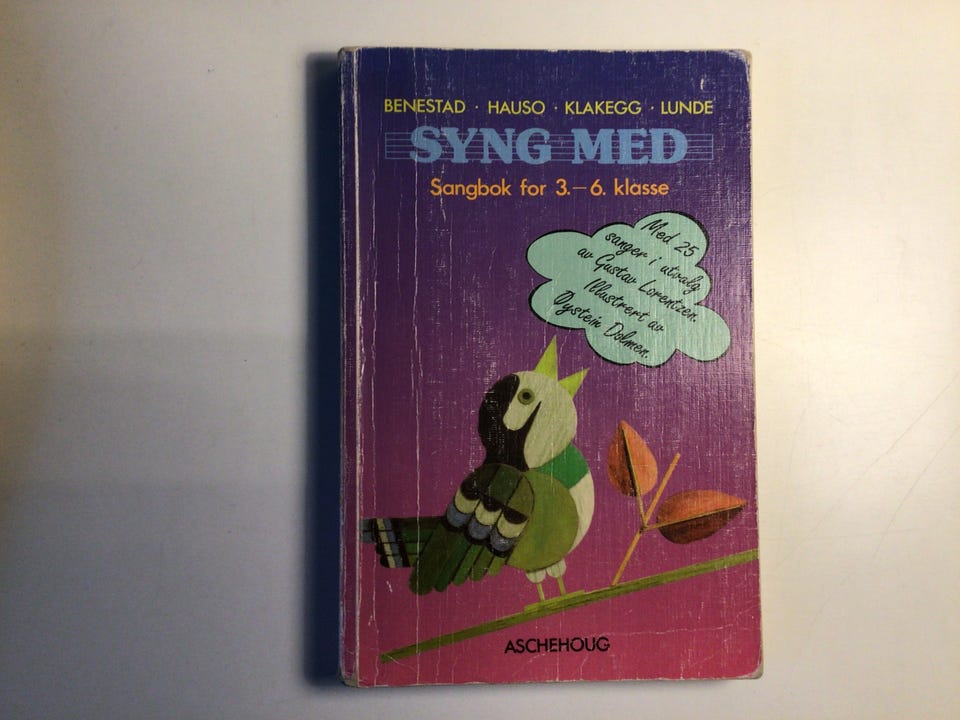 BENESTAD · HAUSO · KLAKEGG · LUNDE
SYNG MED
Sangbok for 3.–6. klasse
Med 25
sanger i utvalg
av Gustav Lorentzen.
Illustrert av
Øystein Dolmen.
ASCHEHOUG